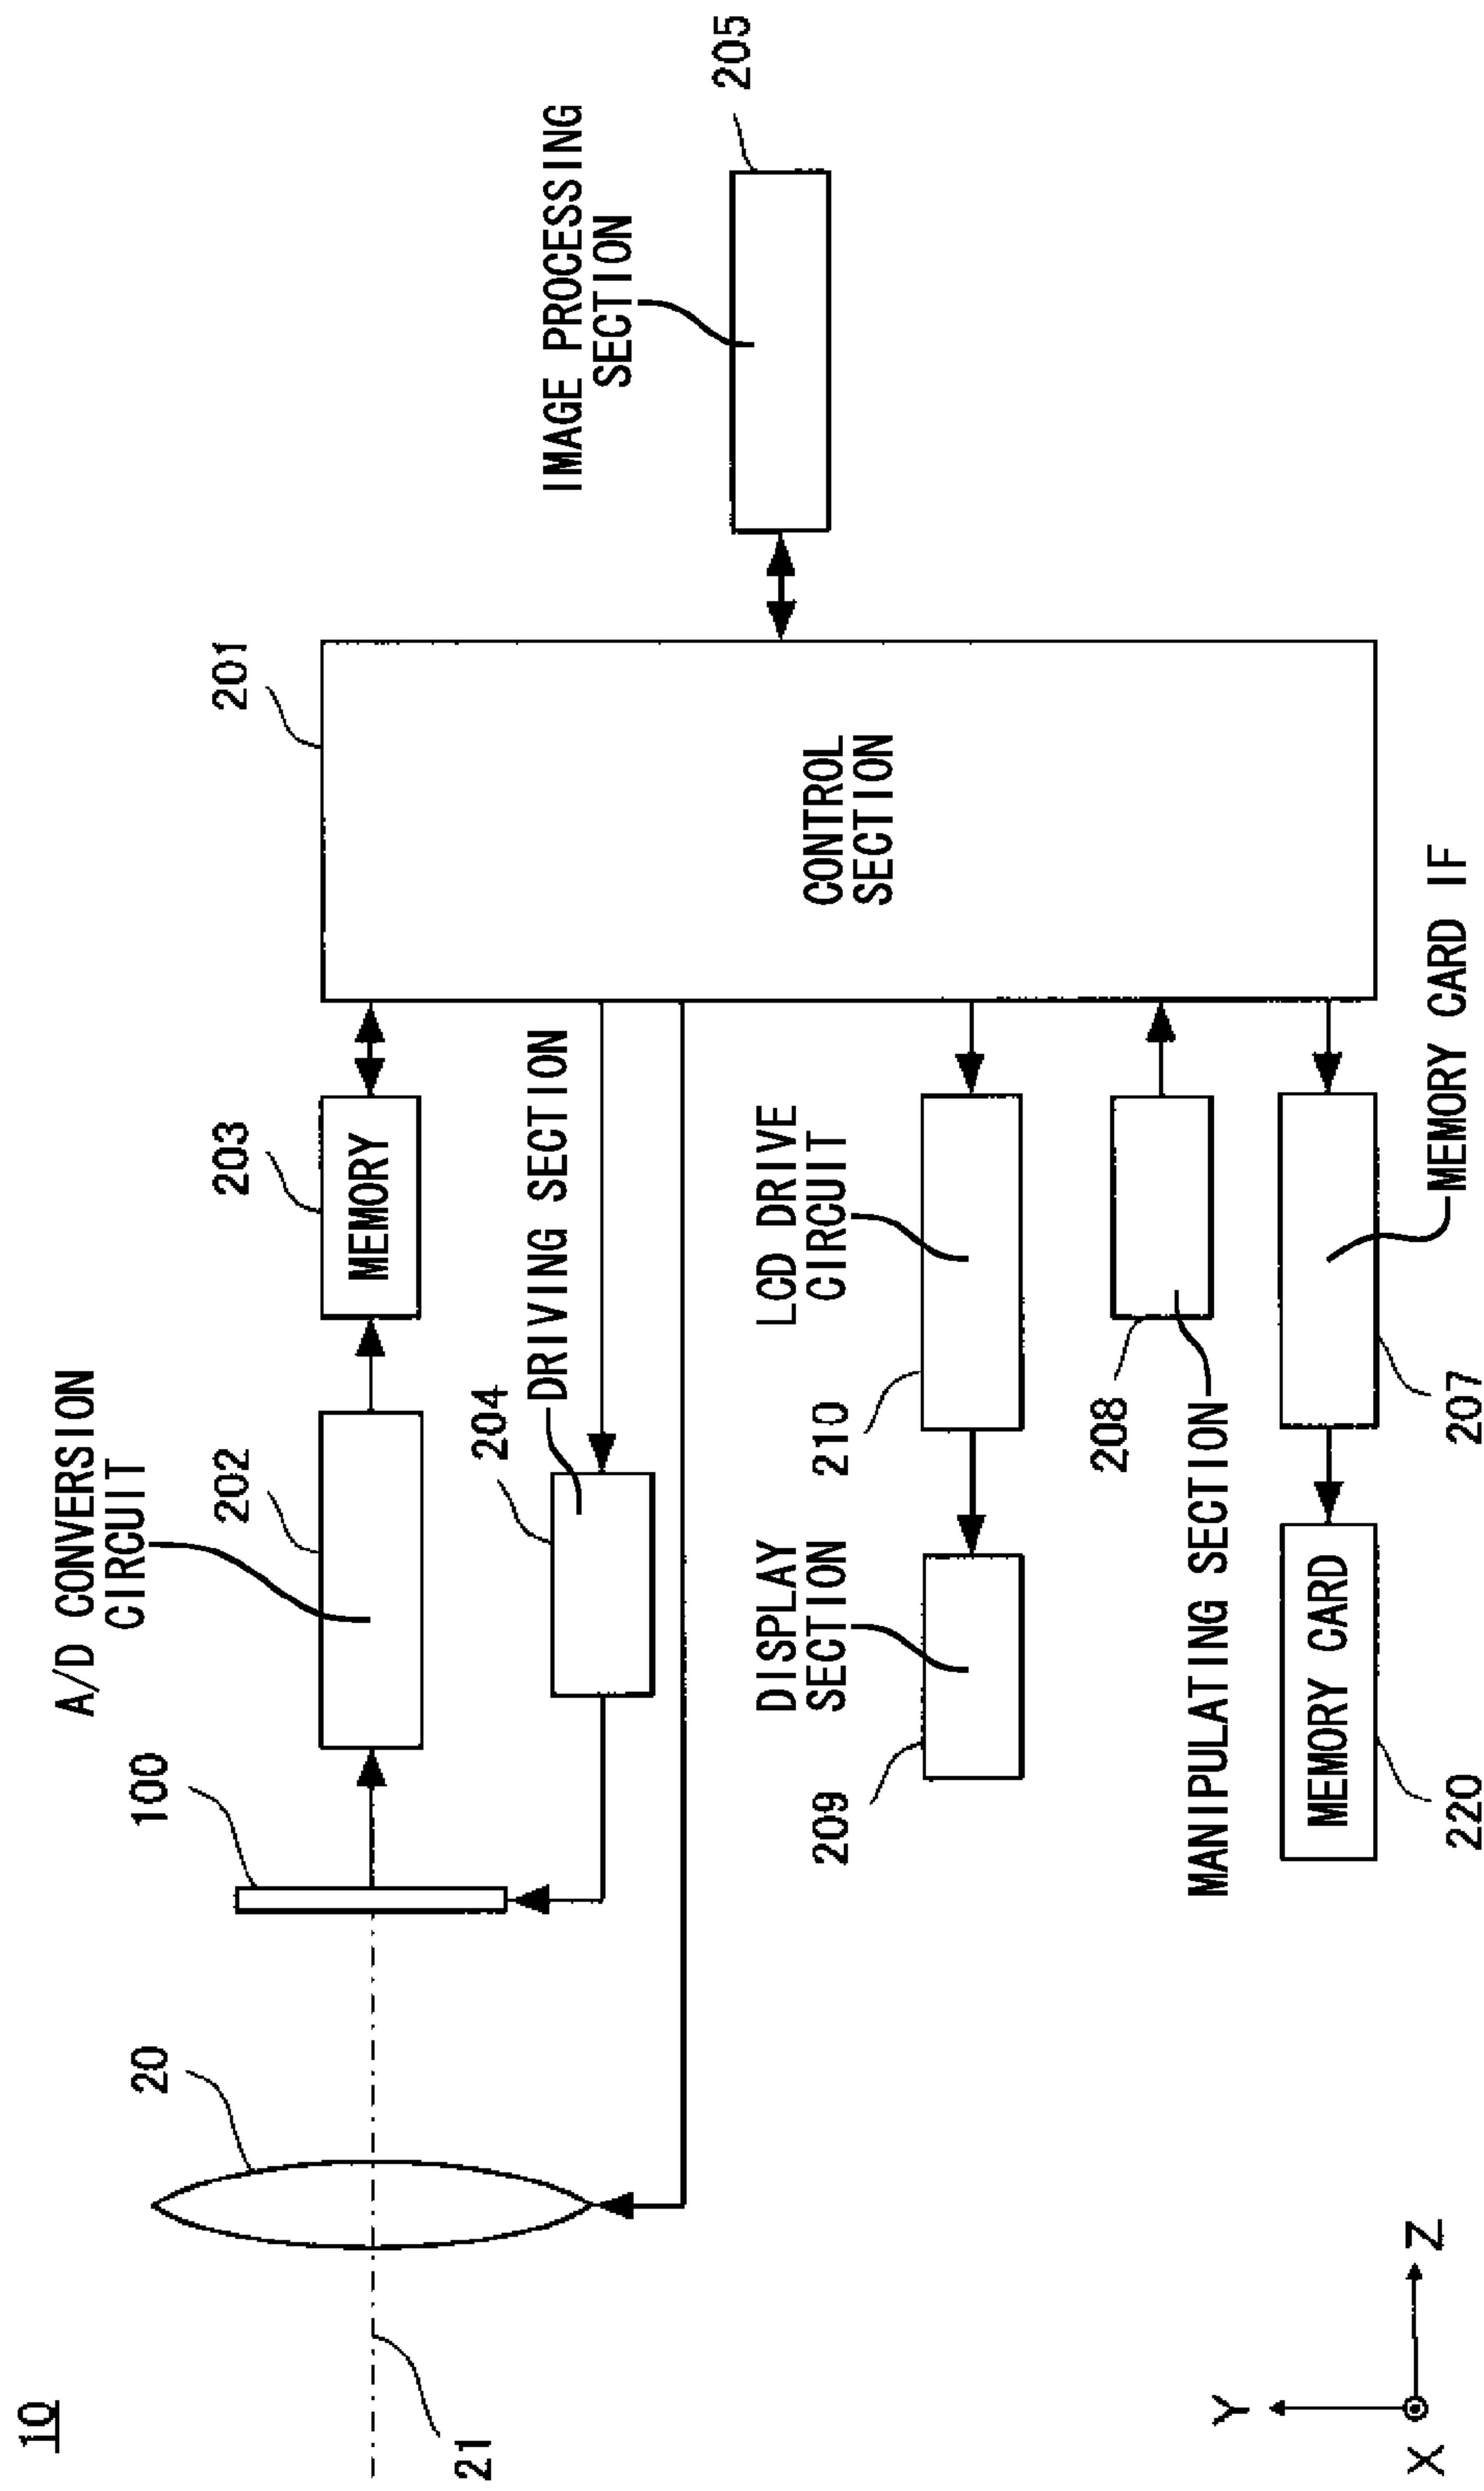 10
A/D CONVERSION
CIRCUIT
20
100
202
203
201
MEMORY
21
204
DRIVING SECTION
IMAGE PROCESSING
SECTION
205
DISPLAY
SECTION
LCD DRIVE
CIRCUIT
CONTROL
SECTION
209
210
208
MANIPULATING SECTION
MEMORY CARD
220
207
MEMORY CARD IF
Y
X
Z